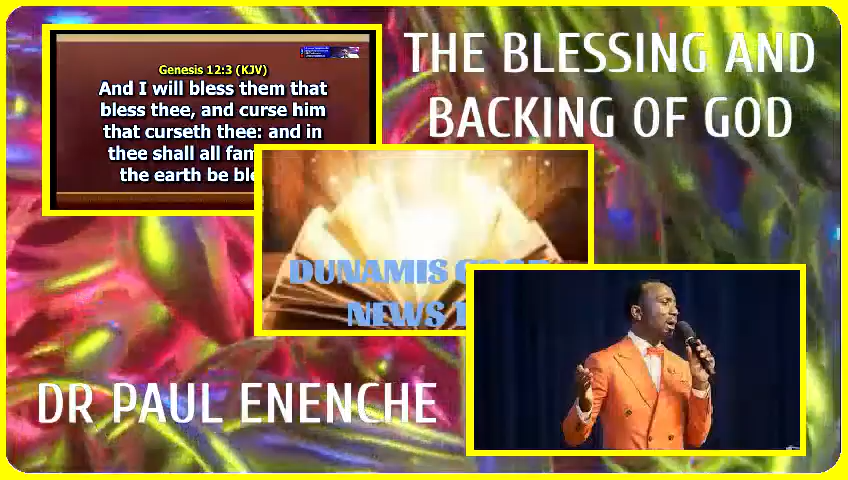 THE BLESSING AND
BACKING OF GOD
Genesis 12:3 (KJV)
And I will bless them that
bless thee, and curse him
that curseth thee: and in
thee shall all fam
the earth be ble
DUNAMIS
NEWS
DR PAUL ENENCHE